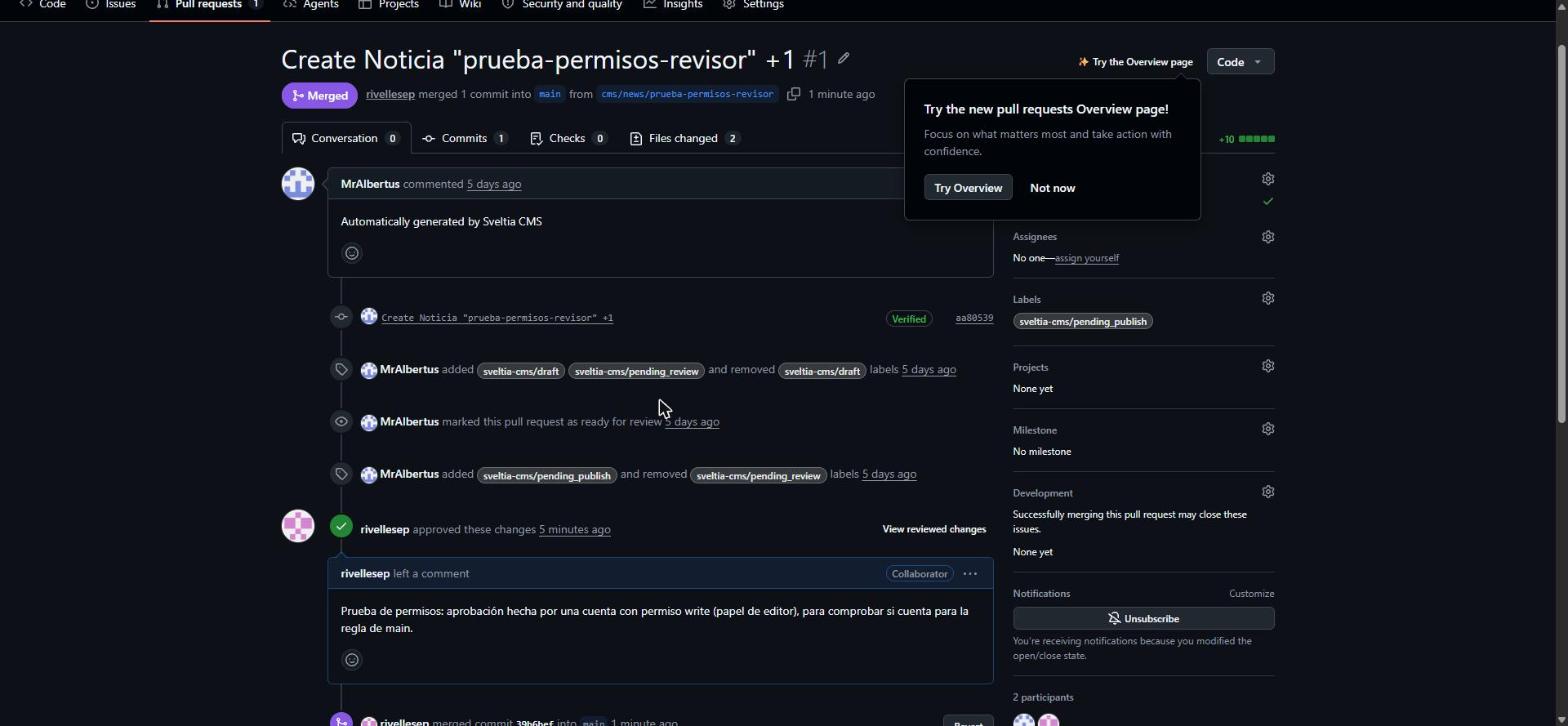 Code Issues Pull requests 1 Agents Projects Wiki Security and quality Insights Settings
Create Noticia "prueba-permisos-revisor" +1 #1
Try the Overview page
Code
Merged rivellesep merged 1 commit into main from cms/news/prueba-permisos-revisor 1 minute ago
Try the new pull requests Overview page!
Focus on what matters most and take action with
confidence.
Try Overview Not now
Conversation 0 Commits 1 Checks 0 Files changed 2
+10
MrAlbertus commented 5 days ago
Automatically generated by Sveltia CMS
Create Noticia "prueba-permisos-revisor" +1 Verified aa80539
MrAlbertus added sveltia-cms/draft sveltia-cms/pending_review and removed sveltia-cms/draft labels 5 days ago
MrAlbertus marked this pull request as ready for review 5 days ago
MrAlbertus added sveltia-cms/pending_publish and removed sveltia-cms/pending_review labels 5 days ago
rivellesep approved these changes 5 minutes ago View reviewed changes
rivellesep left a comment Collaborator
Prueba de permisos: aprobación hecha por una cuenta con permiso write (papel de editor), para comprobar si cuenta para la
regla de main.
rivellesep merged commit 39b6bef into main 1 minute ago Revert
Assignees
No one—assign yourself
Labels
sveltia-cms/pending_publish
Projects
None yet
Milestone
No milestone
Development
Successfully merging this pull request may close these
issues.
None yet
Notifications Customize
Unsubscribe
You're receiving notifications because you modified the
open/close state.
2 participants